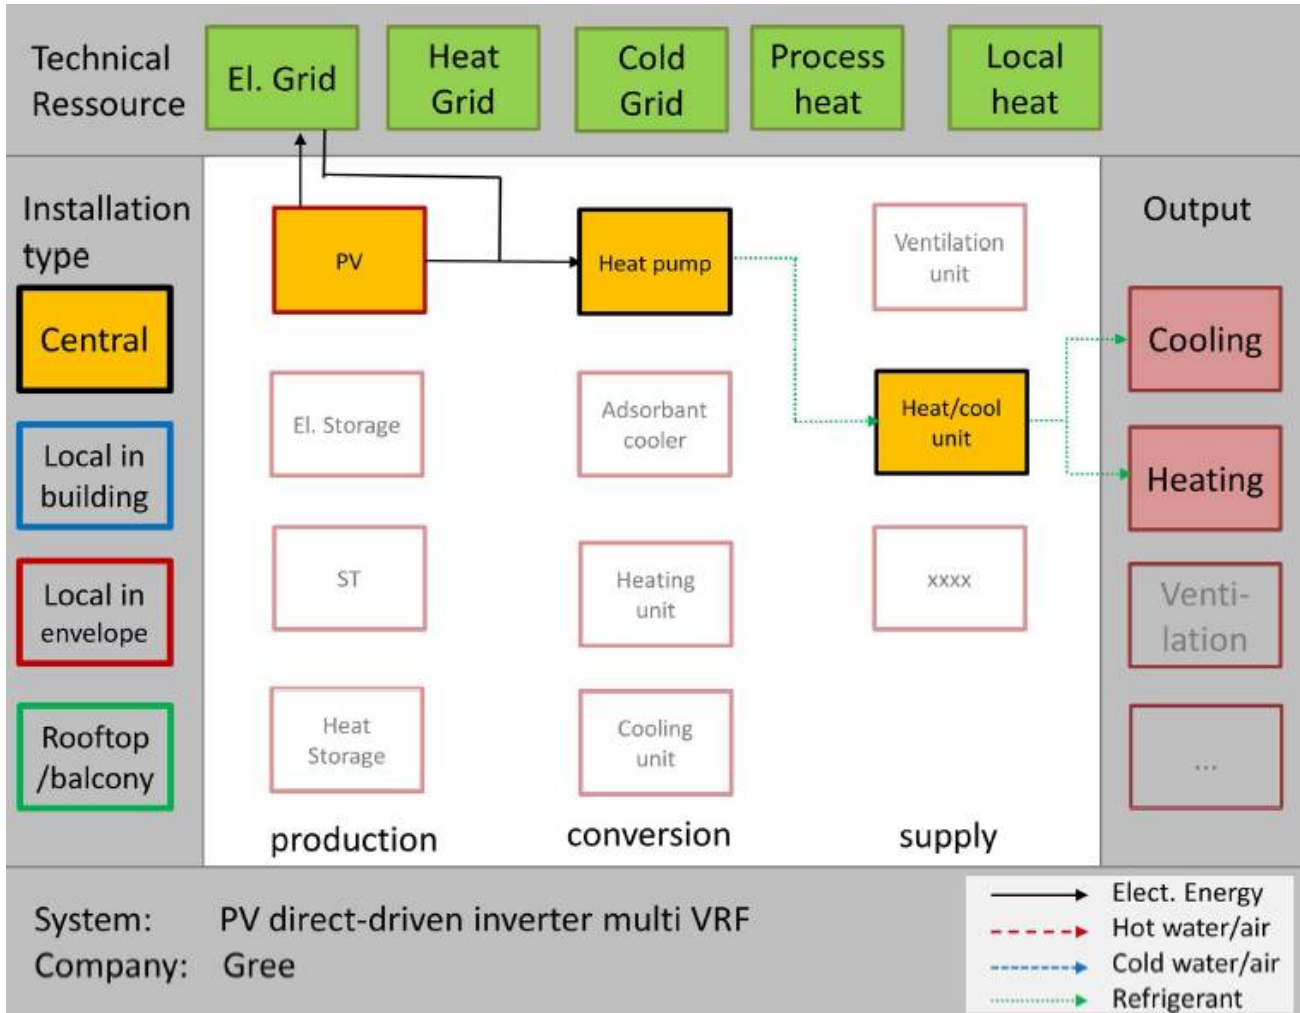 Technical
Ressource
El. Grid
Heat
Grid
Cold
Grid
Process
heat
Local
heat
Installation
type
Central
Local in
building
Local in
envelope
Rooftop
/balcony
PV
El. Storage
ST
Heat
Storage
production
Heat pump
Adsorbant
cooler
Heating
unit
Cooling
unit
conversion
Ventilation
unit
Heat/cool
unit
xxxx
supply
Output
Cooling
Heating
Venti-
lation
...
System: PV direct-driven inverter multi VRF
Company: Gree
Elect. Energy
Hot water/air
Cold water/air
Refrigerant